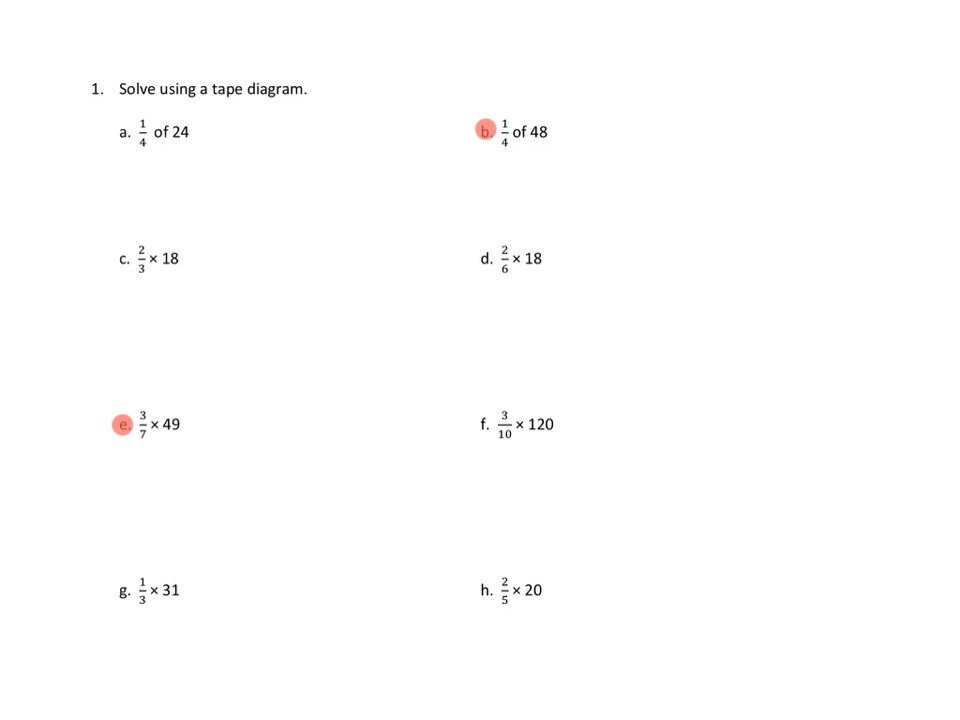 1. Solve using a tape diagram.
a. 1/4 of 24
b. 1/4 of 48
c. 2/3 × 18
d. 2/6 × 18
e. 3/7 × 49
f. 3/10 × 120
g. 1/3 × 31
h. 2/5 × 20